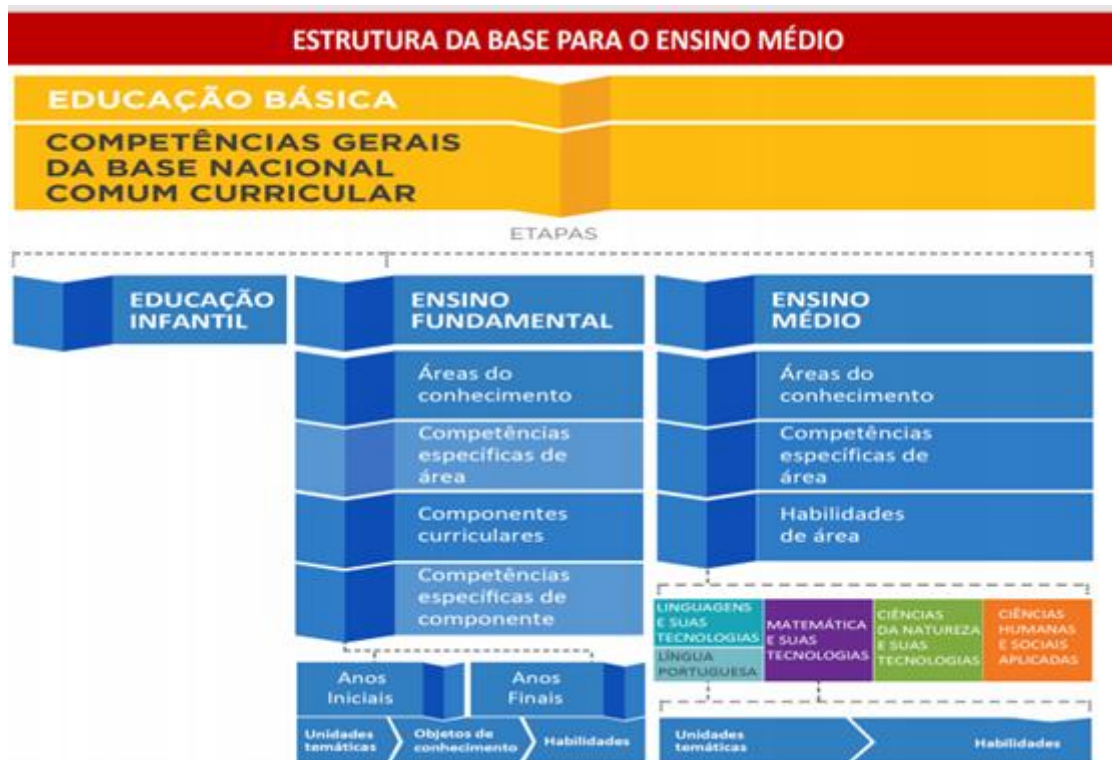 ESTRUTURA DA BASE PARA O ENSINO MÉDIO
EDUCAÇÃO BÁSICA
COMPETÊNCIAS GERAIS
DA BASE NACIONAL
COMUM CURRICULAR
ETAPAS
EDUCAÇÃO
INFANTIL
ENSINO
FUNDAMENTAL
Áreas do
conhecimento
Competências
específicas de
área
Componentes
curriculares
Competências
específicas de
componente
Anos
Iniciais
Anos
Finais
Unidades
temáticas
Objetos de
conhecimento
Habilidades
ENSINO
MÉDIO
Áreas do
conhecimento
Competências
específicas de
área
Habilidades
de área
LINGUAGENS
E SUAS
TECNOLOGIAS
LÍNGUA
PORTUGUESA
MATEMÁTICA
E SUAS
TECNOLOGIAS
CIÊNCIAS
DA NATUREZA
E SUAS
TECNOLOGIAS
CIÊNCIAS
HUMANAS
E SOCIAIS
APLICADAS
Unidades
temáticas
Habilidades